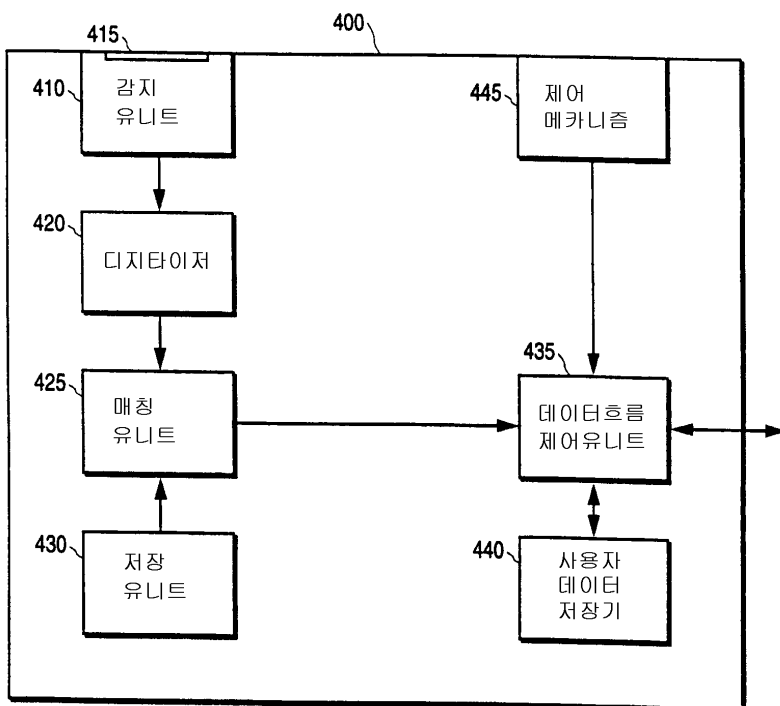 400
415
410
감지
유니트
445
제어
메카니즘
420
디지타이저
425
매칭
유니트
435
데이터흐름
제어유니트
430
저장
유니트
440
사용자
데이터
저장기